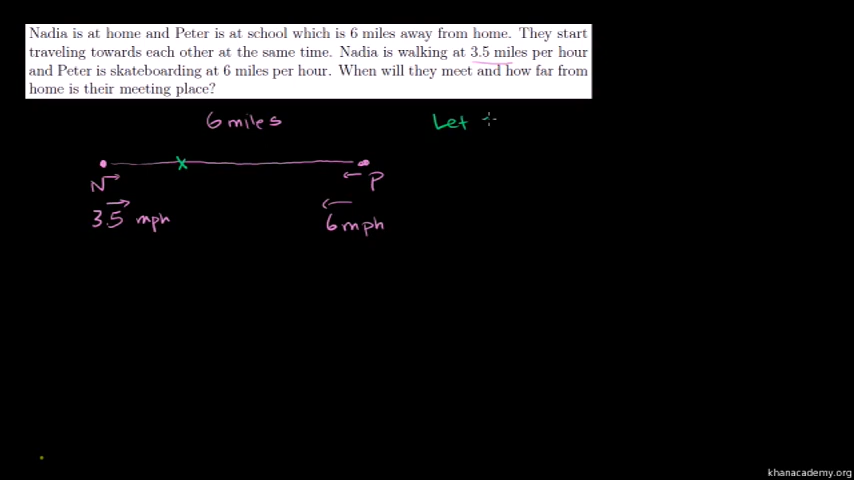 Nadia is at home and Peter is at school which is 6 miles away from home. They start
traveling towards each other at the same time. Nadia is walking at 3.5 miles per hour
and Peter is skateboarding at 6 miles per hour. When will they meet and how far from
home is their meeting place?
6 miles
Let
x
N
P
3.5 mph
6 mph
khanacademy.org